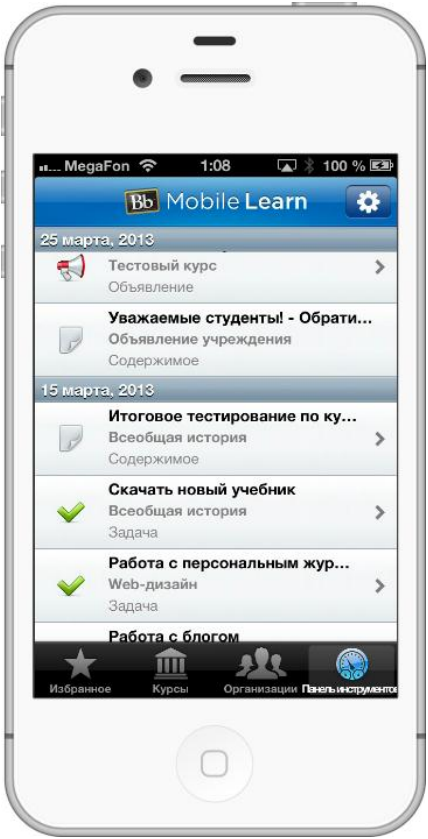 MegaFon 1:08 100 %
Bb Mobile Learn
25 марта, 2013
Тестовый курс
Объявление
Уважаемые студенты! - Обрати...
Объявление учреждения
Содержимое
15 марта, 2013
Итоговое тестирование по ку...
Всеобщая история
Содержимое
Скачать новый учебник
Всеобщая история
Задача
Работа с персональным жур...
Web-дизайн
Задача
Работа с блогом
Избранное Курсы Организации Панель инструментов